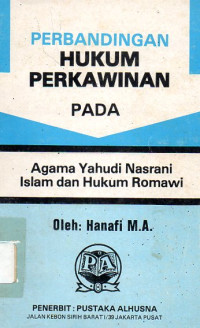 PERBANDINGAN
HUKUM
PERKAWINAN
PADA
Agama Yahudi Nasrani
Islam dan Hukum Romawi
Oleh: Hanafi M.A.
PA
PENERBIT : PUSTAKA ALHUSNA
JALAN KEBON SIRIH BARAT I/39 JAKARTA PUSAT